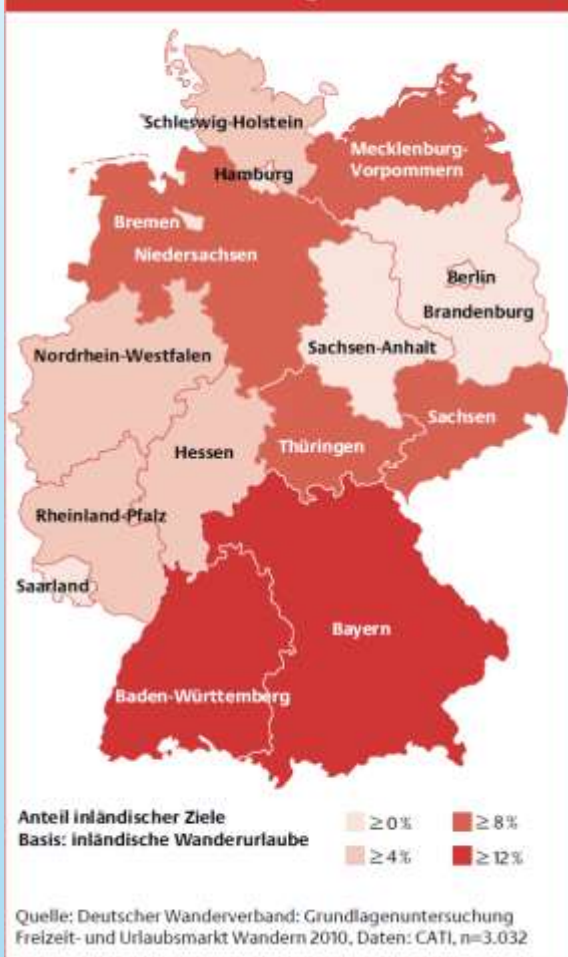 Schleswig-Holstein
Mecklenburg-
Vorpommern
Hamburg
Bremen
Niedersachsen
Berlin
Brandenburg
Sachsen-Anhalt
Nordrhein-Westfalen
Sachsen
Hessen
Thüringen
Rheinland-Pfalz
Saarland
Bayern
Baden-Württemberg
Anteil inländischer Ziele
Basis: inländische Wanderurlaube
≥0% ≥8%
≥4% ≥12%
Quelle: Deutscher Wanderverband: Grundlagenuntersuchung
Freizeit- und Urlaubsmarkt Wandern 2010, Daten: CATI, n=3.032